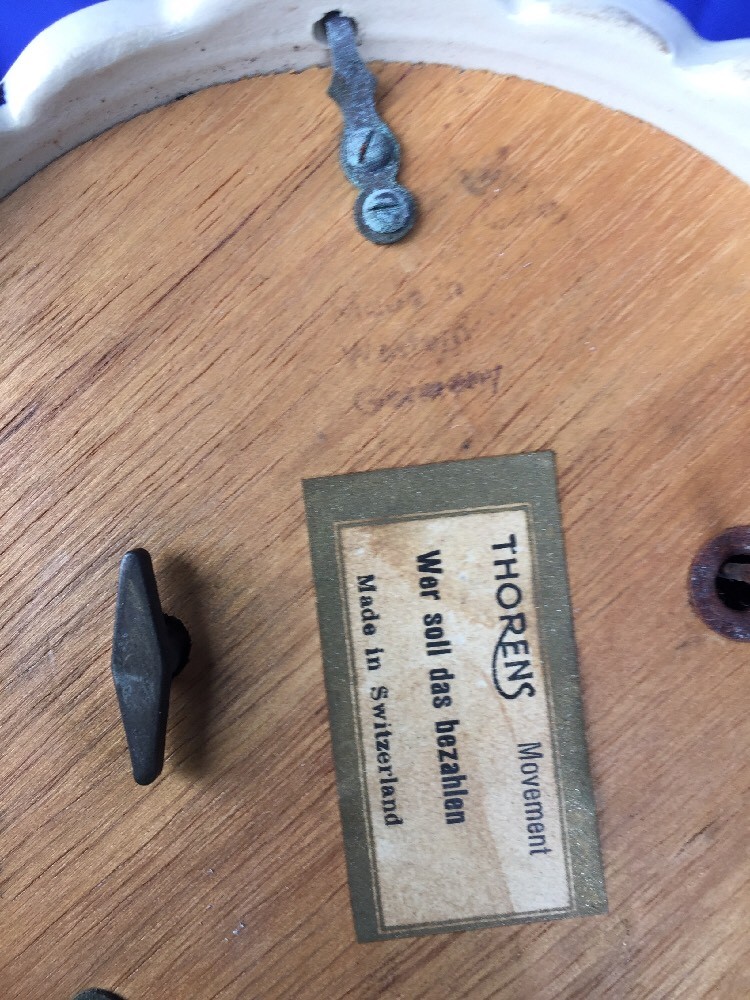 THORENS Movement
Wer soll das bezahlen
Made in Switzerland